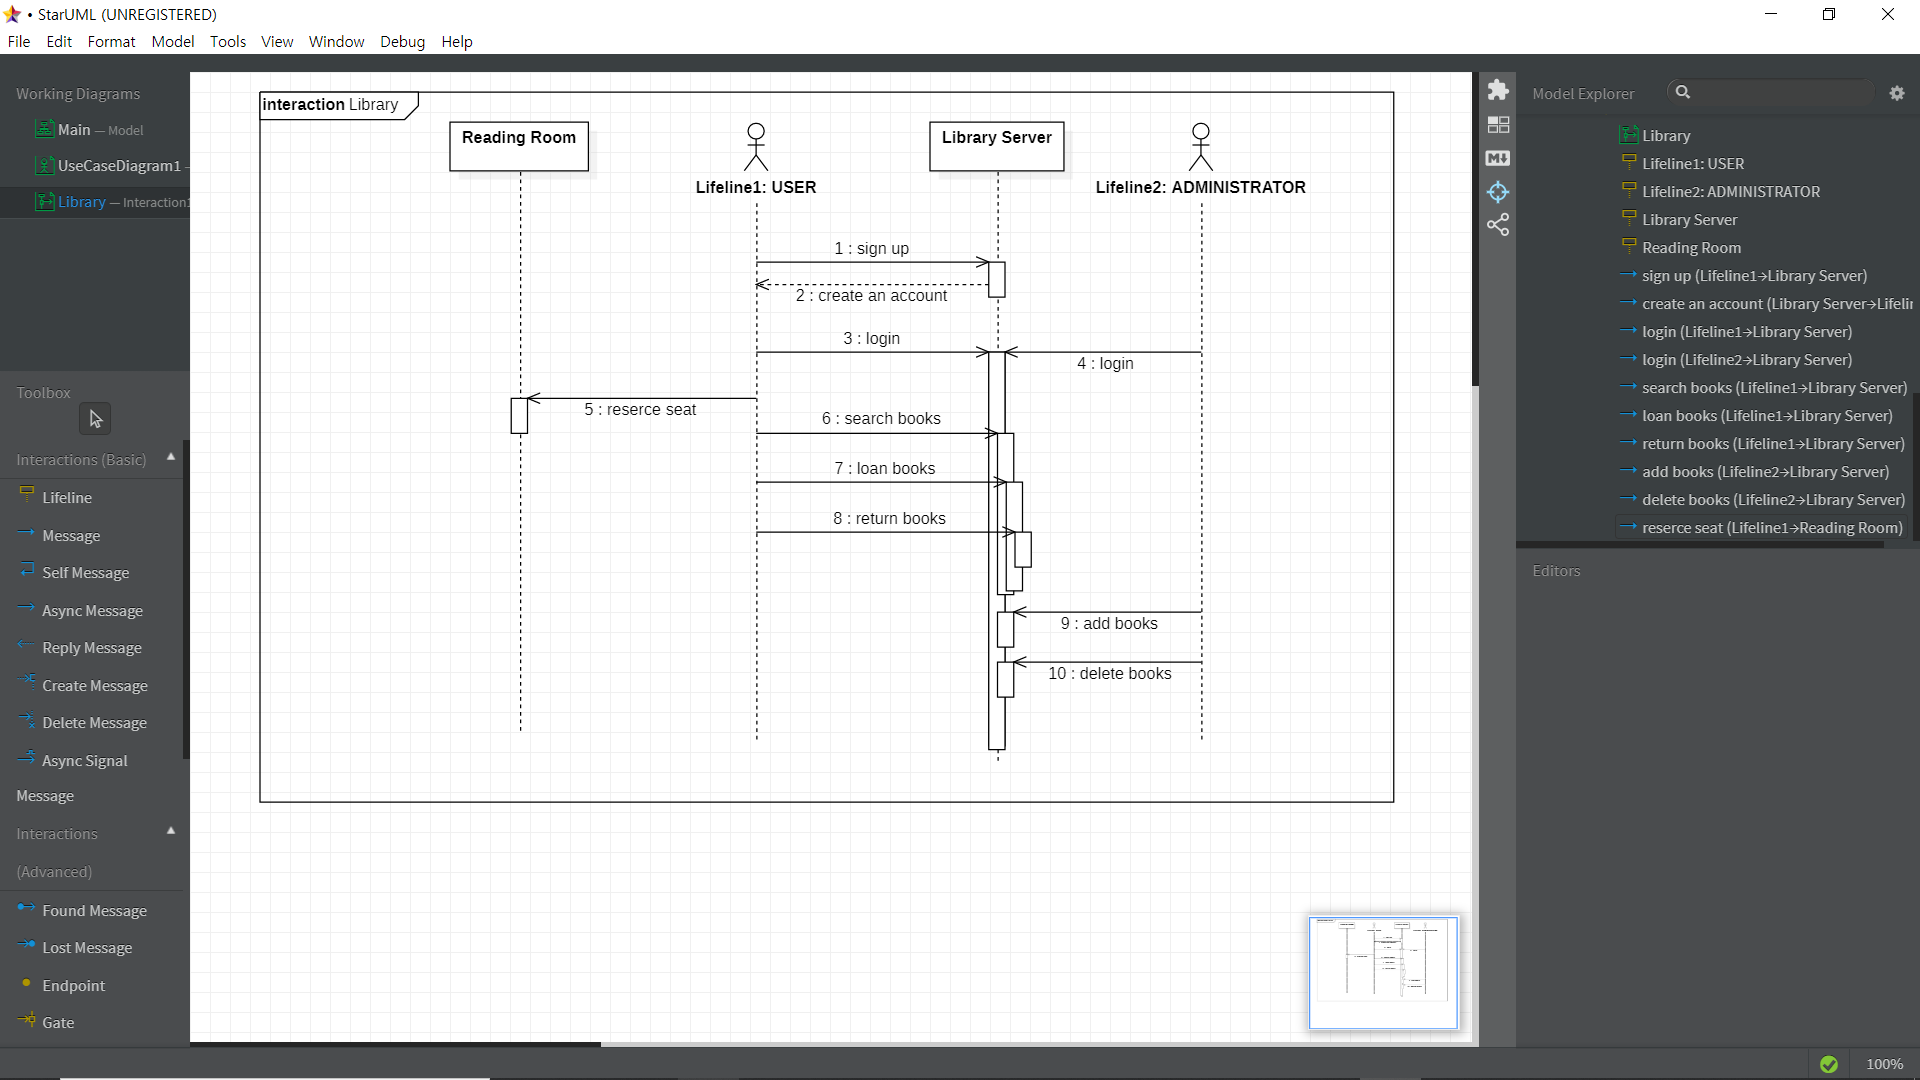 • StarUML (UNREGISTERED)
File Edit Format Model Tools View Window Debug Help
Working Diagrams
Main — Model
UseCaseDiagram1 –
Library — Interaction1
Toolbox
Interactions (Basic)
Lifeline
Message
Self Message
Async Message
Reply Message
Create Message
Delete Message
Async Signal
Message
Interactions
(Advanced)
Found Message
Lost Message
Endpoint
Gate
interaction Library
Reading Room
Lifeline1: USER
Library Server
Lifeline2: ADMINISTRATOR
1 : sign up
2 : create an account
3 : login
4 : login
5 : reserce seat
6 : search books
7 : loan books
8 : return books
9 : add books
10 : delete books
Model Explorer
Library
Lifeline1: USER
Lifeline2: ADMINISTRATOR
Library Server
Reading Room
sign up (Lifeline1→Library Server)
create an account (Library Server→Lifelin
login (Lifeline1→Library Server)
login (Lifeline2→Library Server)
search books (Lifeline1→Library Server)
loan books (Lifeline1→Library Server)
return books (Lifeline1→Library Server)
add books (Lifeline2→Library Server)
delete books (Lifeline2→Library Server)
reserce seat (Lifeline1→Reading Room)
Editors
100%